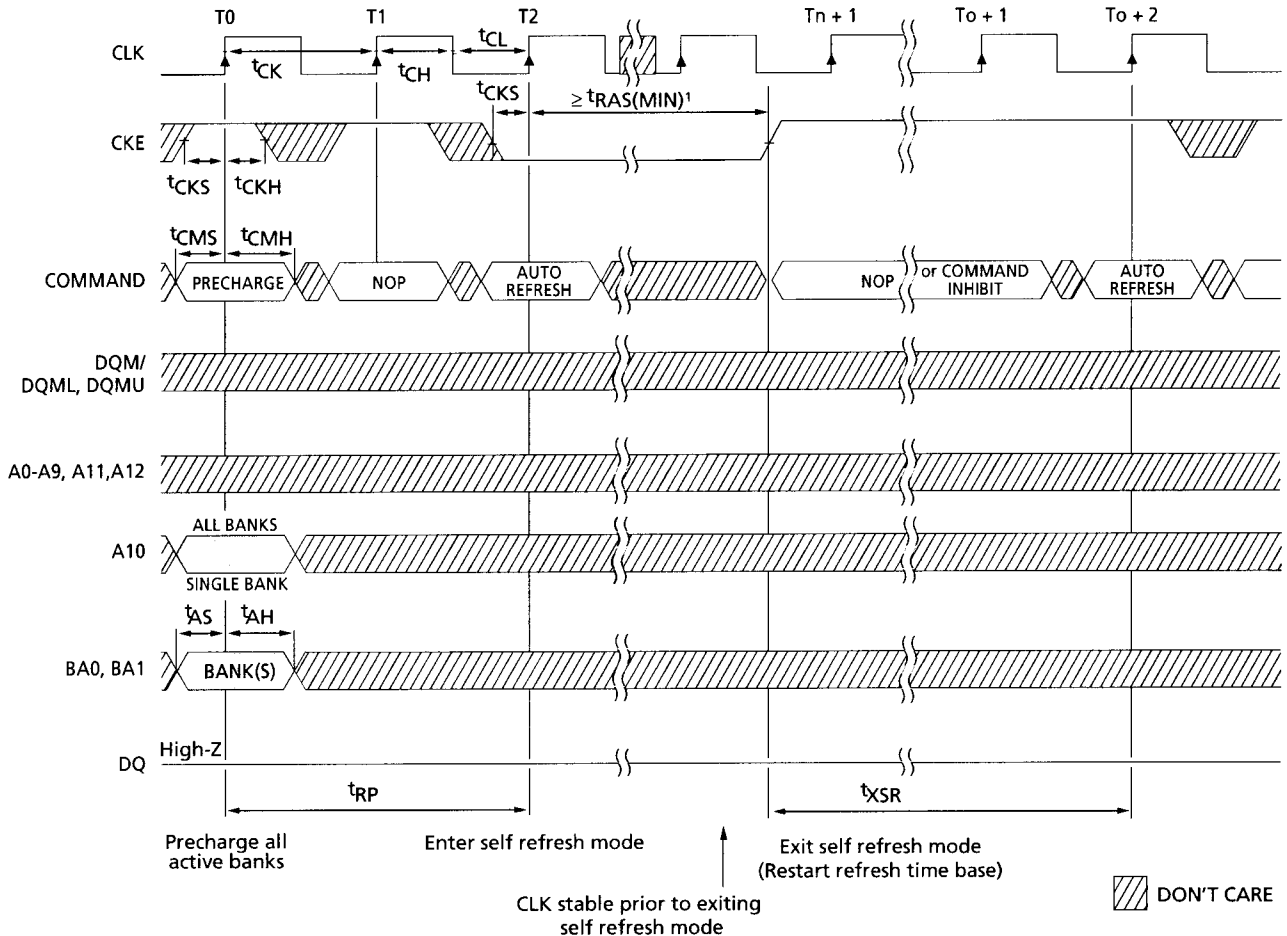 T0 T1 T2 Tn + 1 To + 1 To + 2
CLK
tCK tCH tCL
tCKS ≥ tRAS(MIN)1
CKE
tCKS tCKH
tCMS tCMH
COMMAND PRECHARGE NOP AUTO REFRESH NOP or COMMAND INHIBIT AUTO REFRESH
DQM/
DQML, DQMU
A0-A9, A11,A12
ALL BANKS
A10
SINGLE BANK
tAS tAH
BA0, BA1 BANK(S)
High-Z
DQ
tRP tXSR
Precharge all
active banks
Enter self refresh mode
Exit self refresh mode
(Restart refresh time base)
CLK stable prior to exiting
self refresh mode
DON'T CARE